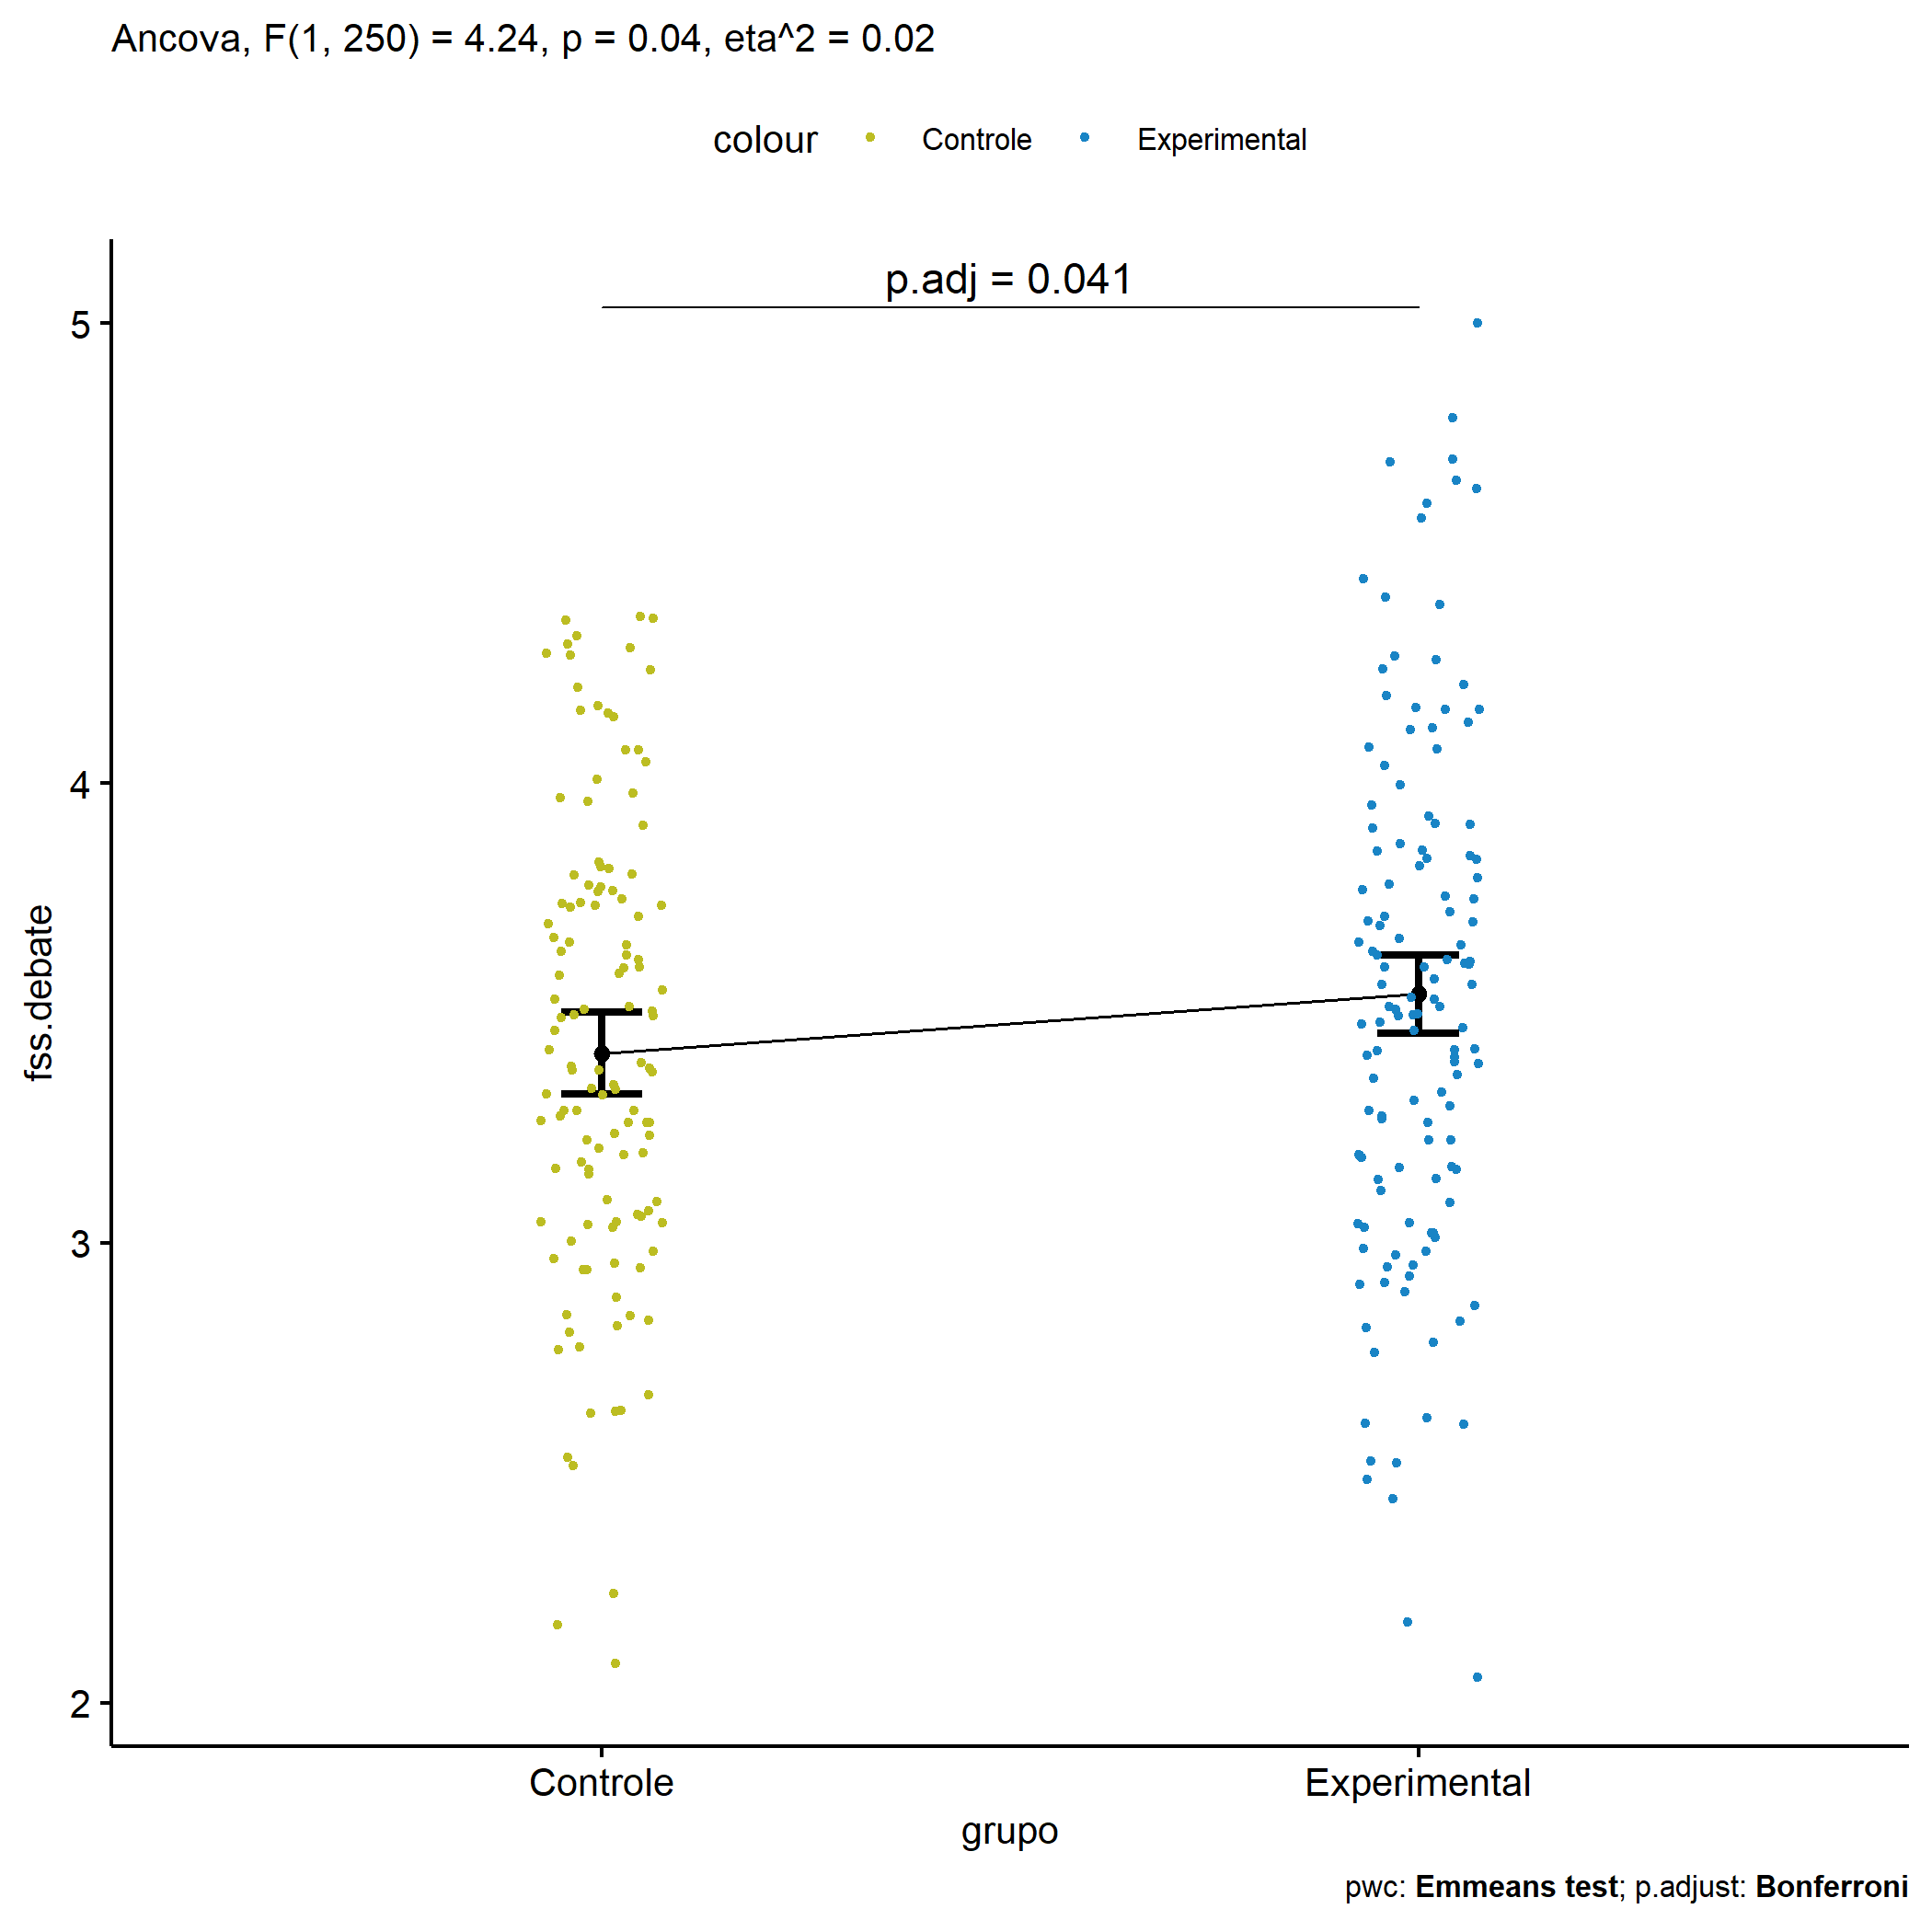 Ancova, F(1, 250) = 4.24, p = 0.04, eta^2 = 0.02
colour Controle Experimental
p.adj = 0.041
5
4
3
2
fss.debate
Controle Experimental
grupo
pwc: Emmeans test; p.adjust: Bonferroni